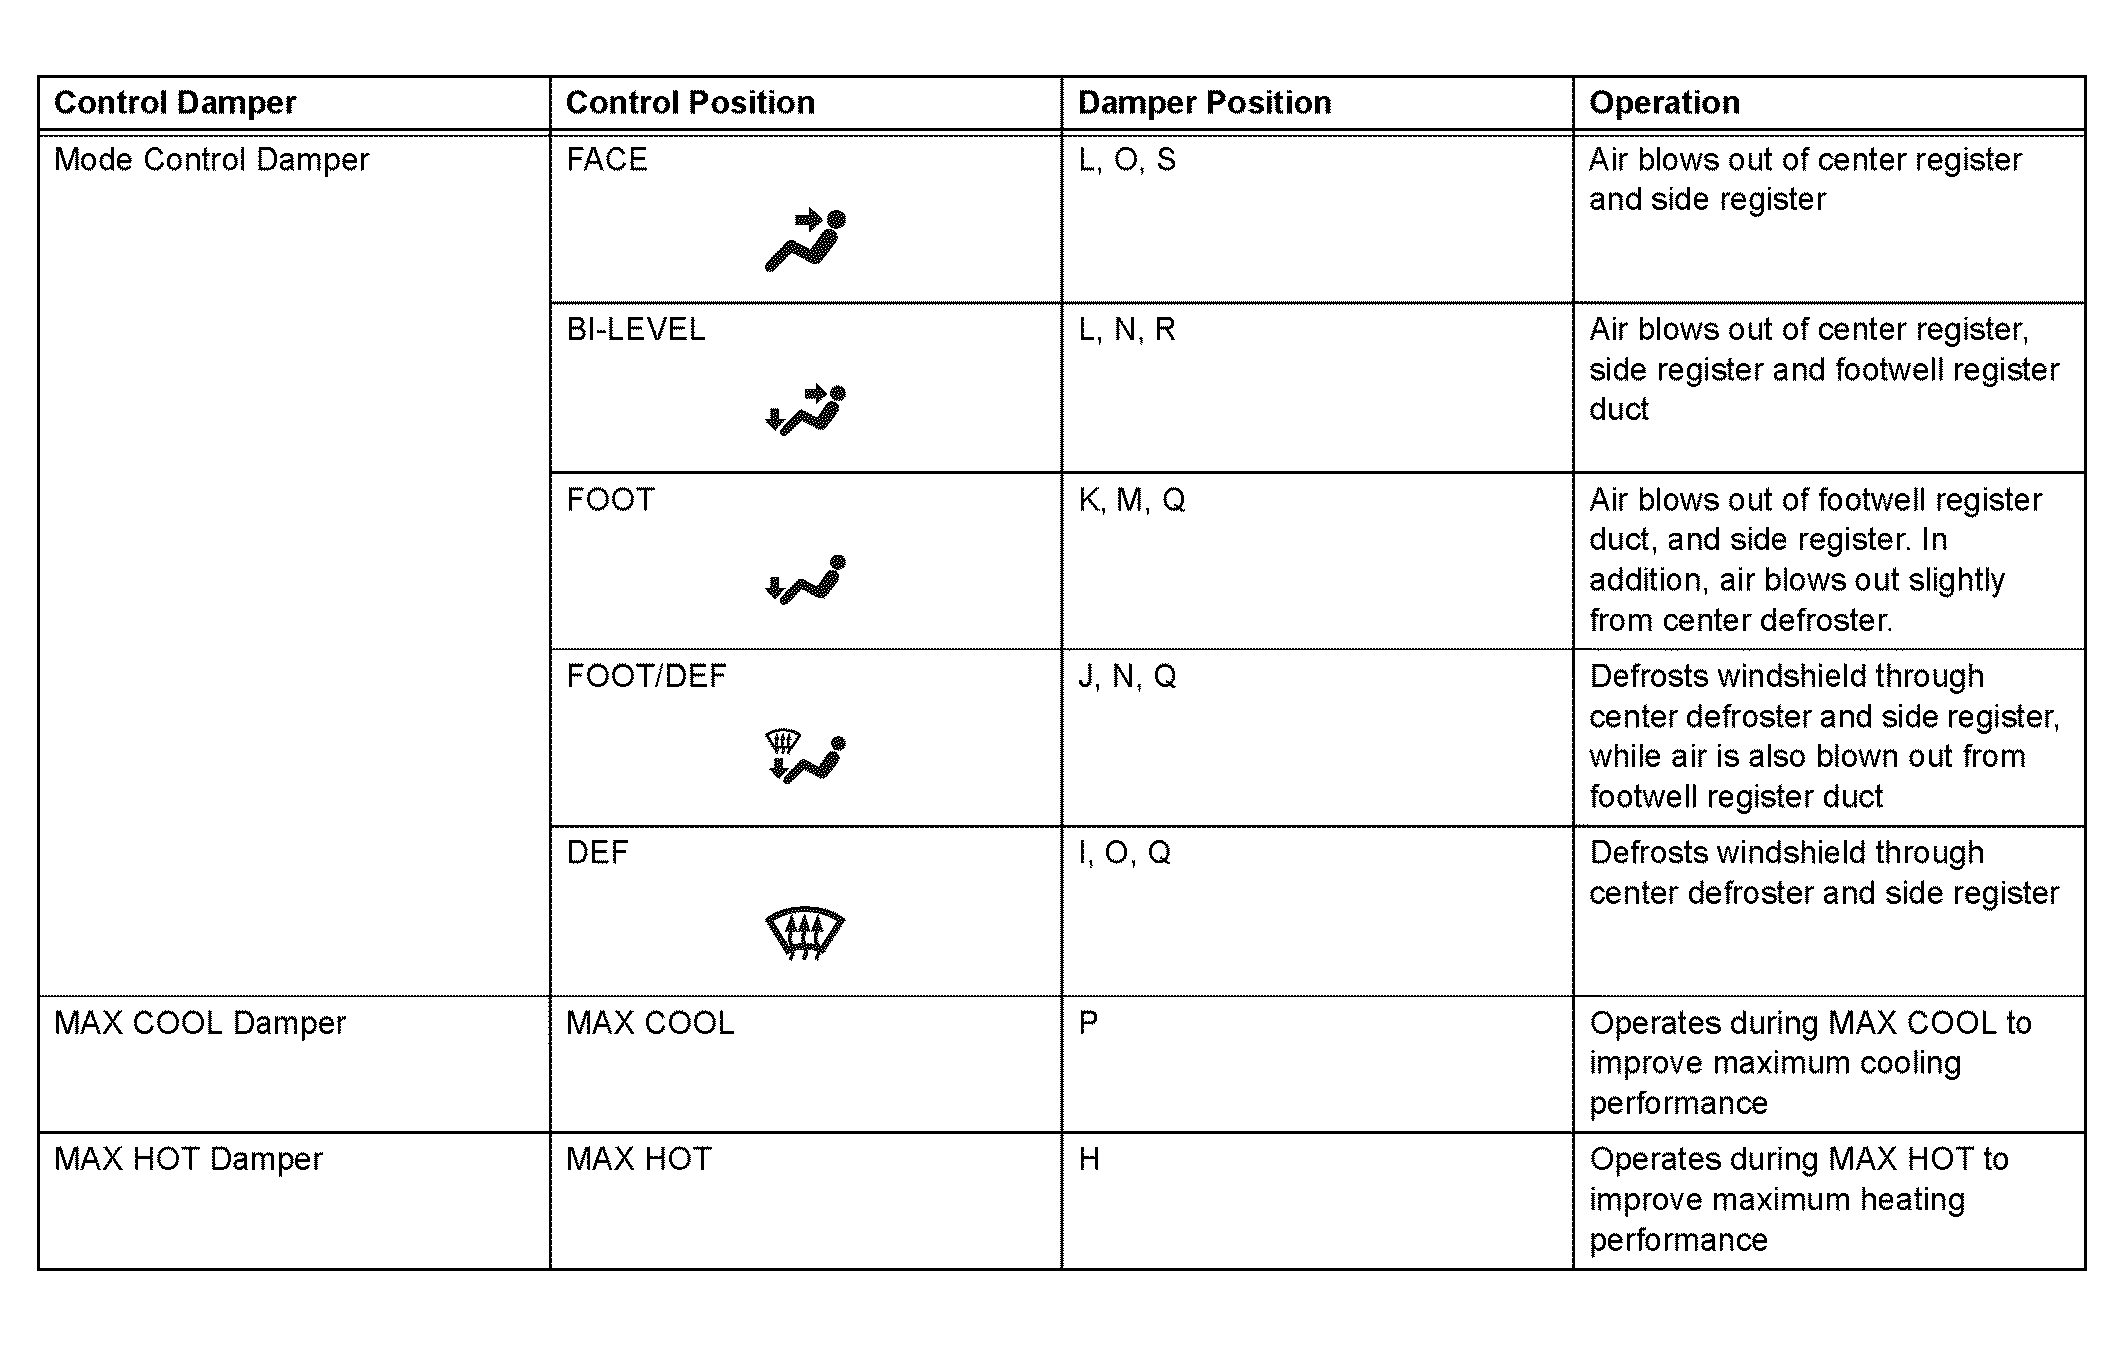 Control Damper
Control Position
Damper Position
Operation
Mode Control Damper
FACE
L, O, S
Air blows out of center register
and side register
BI-LEVEL
L, N, R
Air blows out of center register,
side register and footwell register
duct
FOOT
K, M, Q
Air blows out of footwell register
duct, and side register. In
addition, air blows out slightly
from center defroster.
FOOT/DEF
J, N, Q
Defrosts windshield through
center defroster and side register,
while air is also blown out from
footwell register duct
DEF
I, O, Q
Defrosts windshield through
center defroster and side register
MAX COOL Damper
MAX COOL
P
Operates during MAX COOL to
improve maximum cooling
performance
MAX HOT Damper
MAX HOT
H
Operates during MAX HOT to
improve maximum heating
performance